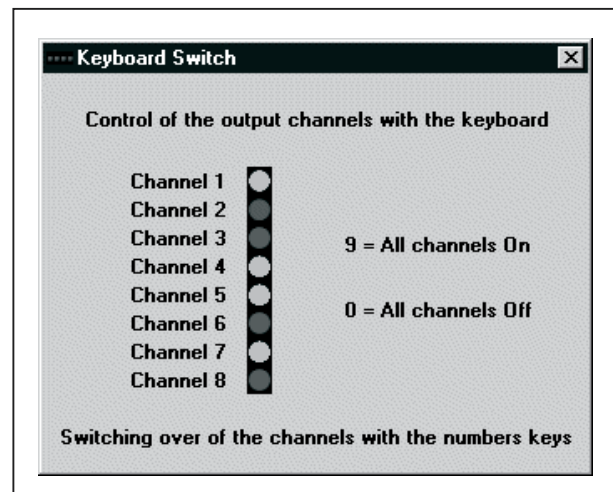 Keyboard Switch
Control of the output channels with the keyboard
Channel 1
Channel 2
Channel 3
9 = All channels On
Channel 4
Channel 5
0 = All channels Off
Channel 6
Channel 7
Channel 8
Switching over of the channels with the numbers keys